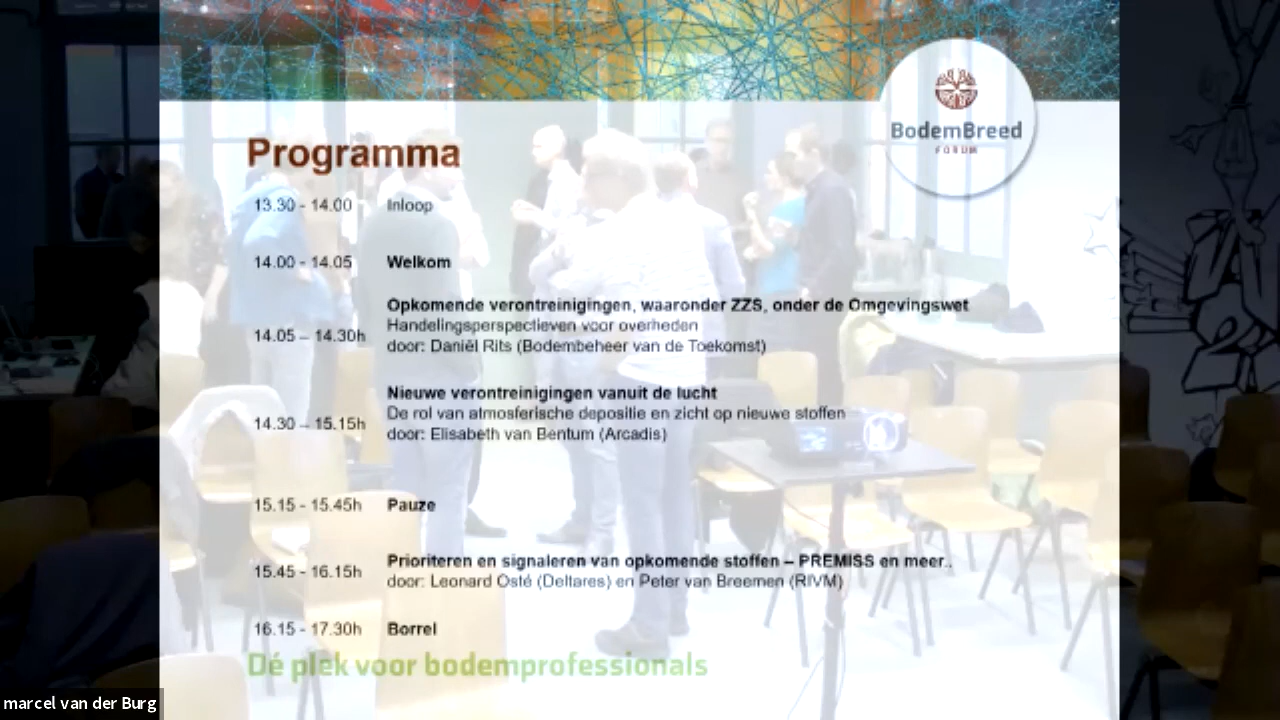 BodemBreed
FORUM
Programma
13.30 - 14.00 Inloop
14.00 - 14.05 Welkom
Opkomende verontreinigingen, waaronder ZZS, onder de Omgevingswet
Handelingsperspectieven voor overheden
14.05 – 14.30h
door: Daniël Rits (Bodembeheer van de Toekomst)
Nieuwe verontreinigingen vanuit de lucht
De rol van atmosferische depositie en zicht op nieuwe stoffen
14.30 – 15.15h
door: Elisabeth van Bentum (Arcadis)
15.15 - 15.45h Pauze
Prioriteren en signaleren van opkomende stoffen – PREMISS en meer..
15.45 - 16.15h
door: Leonard Osté (Deltares) en Peter van Breemen (RIVM)
16.15 - 17.30h Borrel
Dé plek voor bodemprofessionals
marcel van der Burg